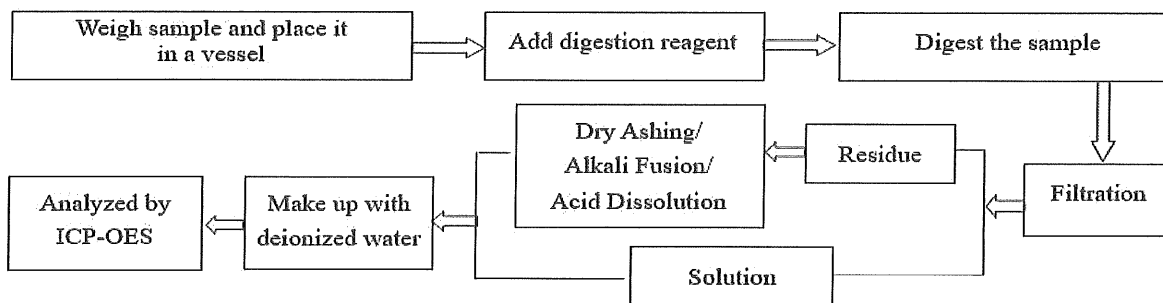 Weigh sample and place it
in a vessel
Add digestion reagent
Digest the sample
Filtration
Residue
Dry Ashing/
Alkali Fusion/
Acid Dissolution
Solution
Make up with
deionized water
Analyzed by
ICP-OES